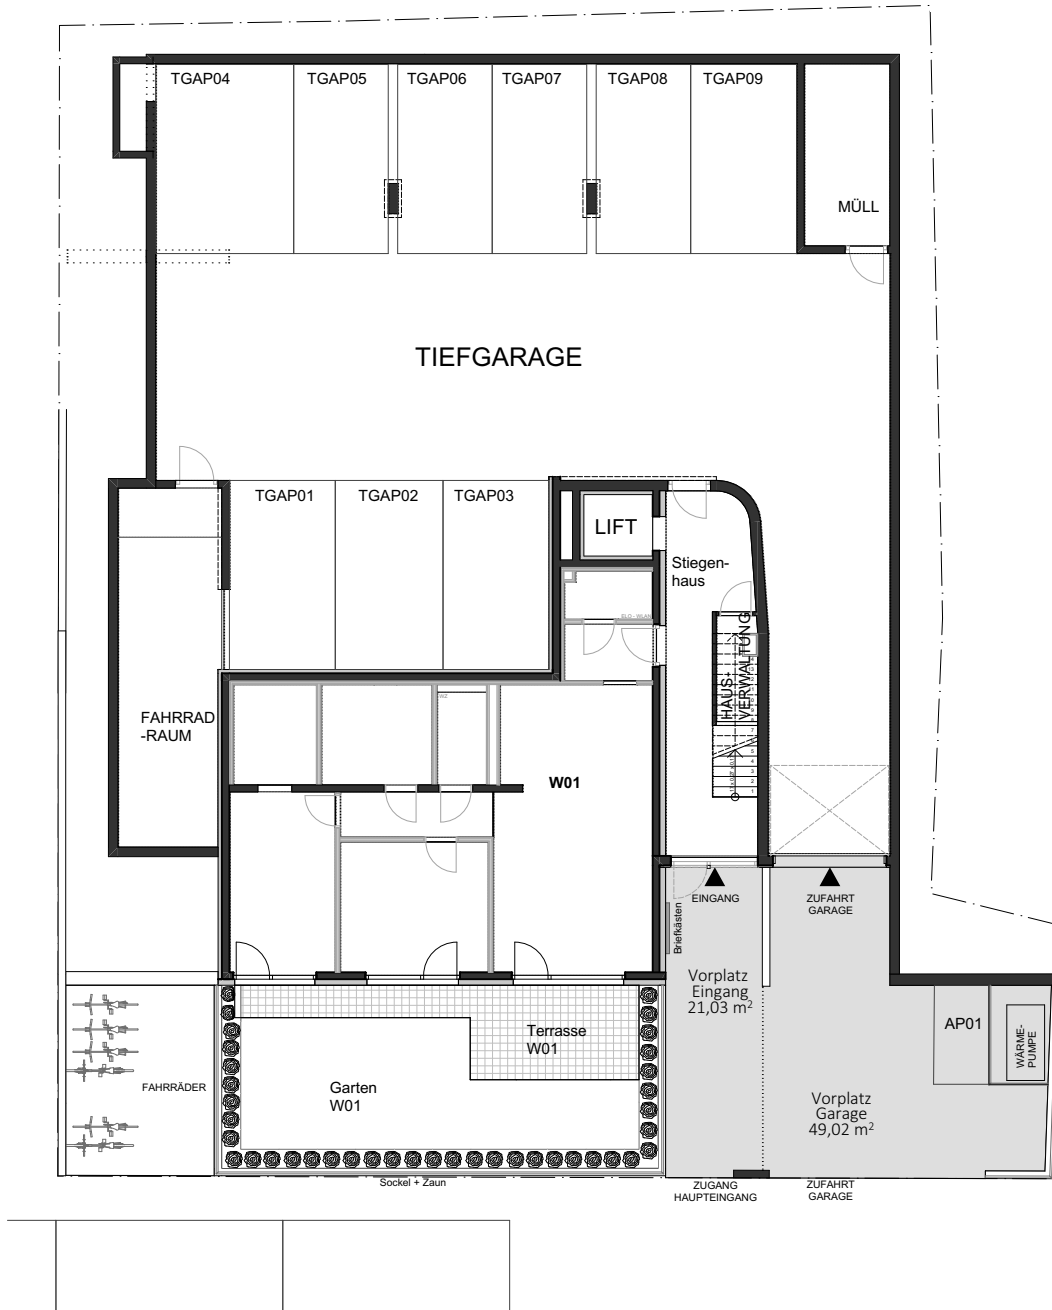 TGAP04
TGAP05
TGAP06
TGAP07
TGAP08
TGAP09
MÜLL
TIEFGARAGE
TGAP01
TGAP02
TGAP03
LIFT
Stiegen-
haus
HAUS-
VERWALTUNG
FAHRRAD
-RAUM
WZ
W01
EINGANG
ZUFAHRT
GARAGE
Briefkästen
Vorplatz
Eingang
21,03 m²
AP01
WÄRME-
PUMPE
Terrasse
W01
FAHRRÄDER
Garten
W01
Vorplatz
Garage
49,02 m²
Sockel + Zaun
ZUGANG
HAUPTEINGANG
ZUFAHRT
GARAGE